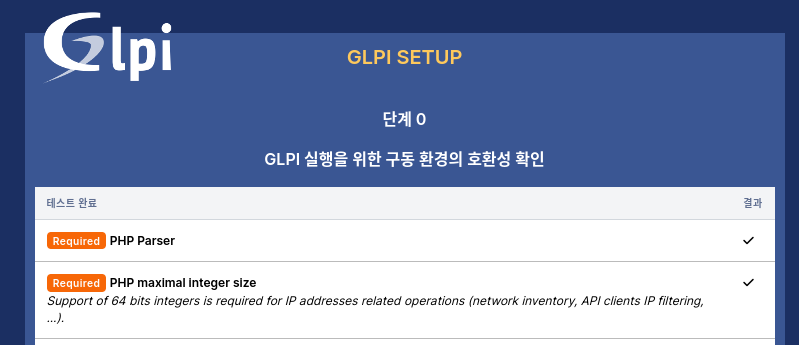 Glpi
GLPI SETUP
단계 0
GLPI 실행을 위한 구동 환경의 호환성 확인
테스트 완료 결과
Required PHP Parser ✓
Required PHP maximal integer size ✓
Support of 64 bits integers is required for IP addresses related operations (network inventory, API clients IP filtering,
...).